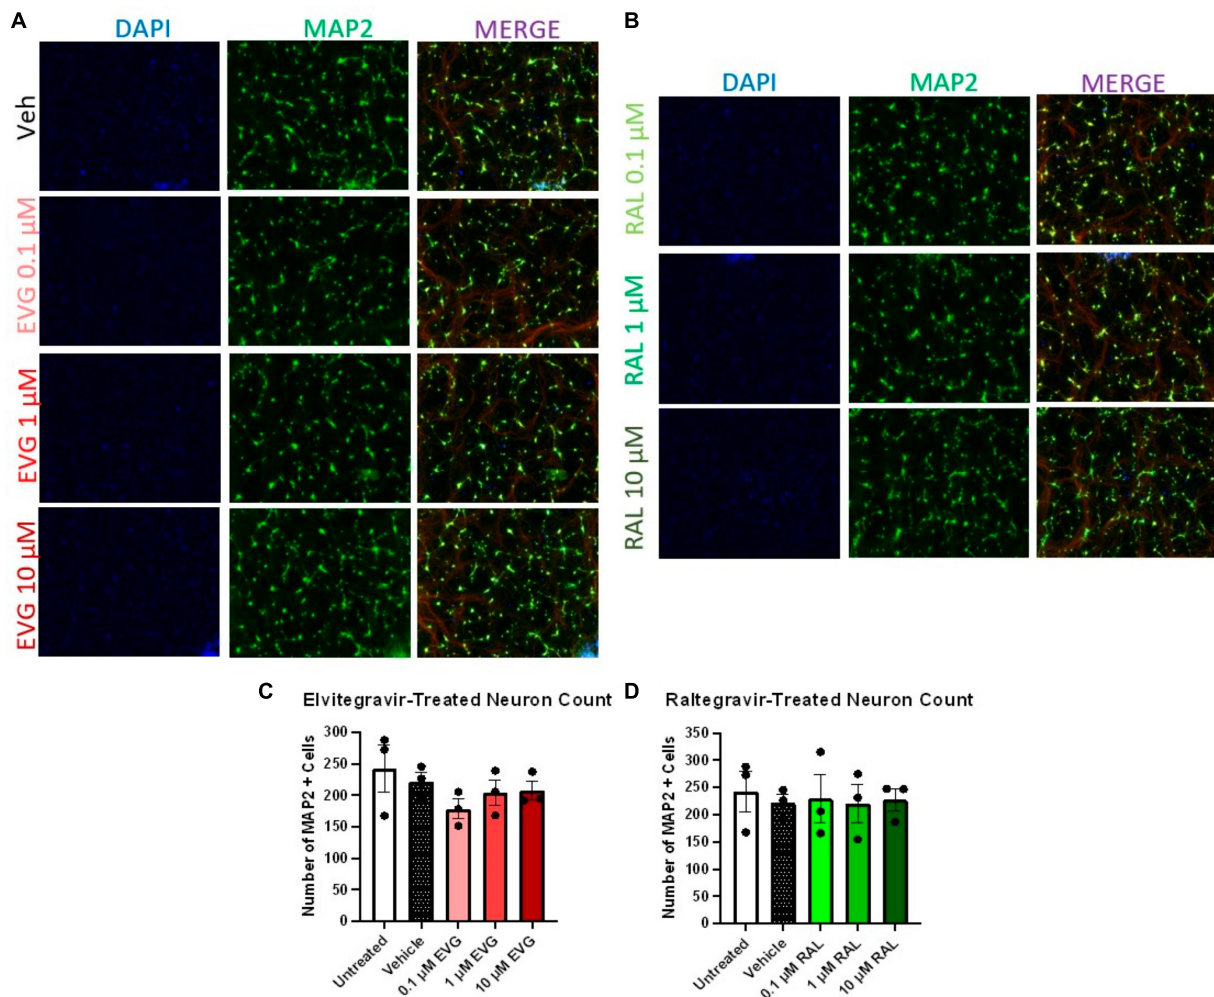 A
DAPI MAP2 MERGE
Veh
EVG 0.1 µM
EVG 1 µM
EVG 10 µM
B
DAPI MAP2 MERGE
RAL 0.1 µM
RAL 1 µM
RAL 10 µM
C
Elvitegravir-Treated Neuron Count
Number of MAP2 + Cells
300
250
200
150
100
50
0
Untreated
Vehicle
0.1 µM EVG
1 µM EVG
10 µM EVG
D
Raltegravir-Treated Neuron Count
Number of MAP2 + Cells
350
300
250
200
150
100
50
0
Untreated
Vehicle
0.1 µM RAL
1 µM RAL
10 µM RAL